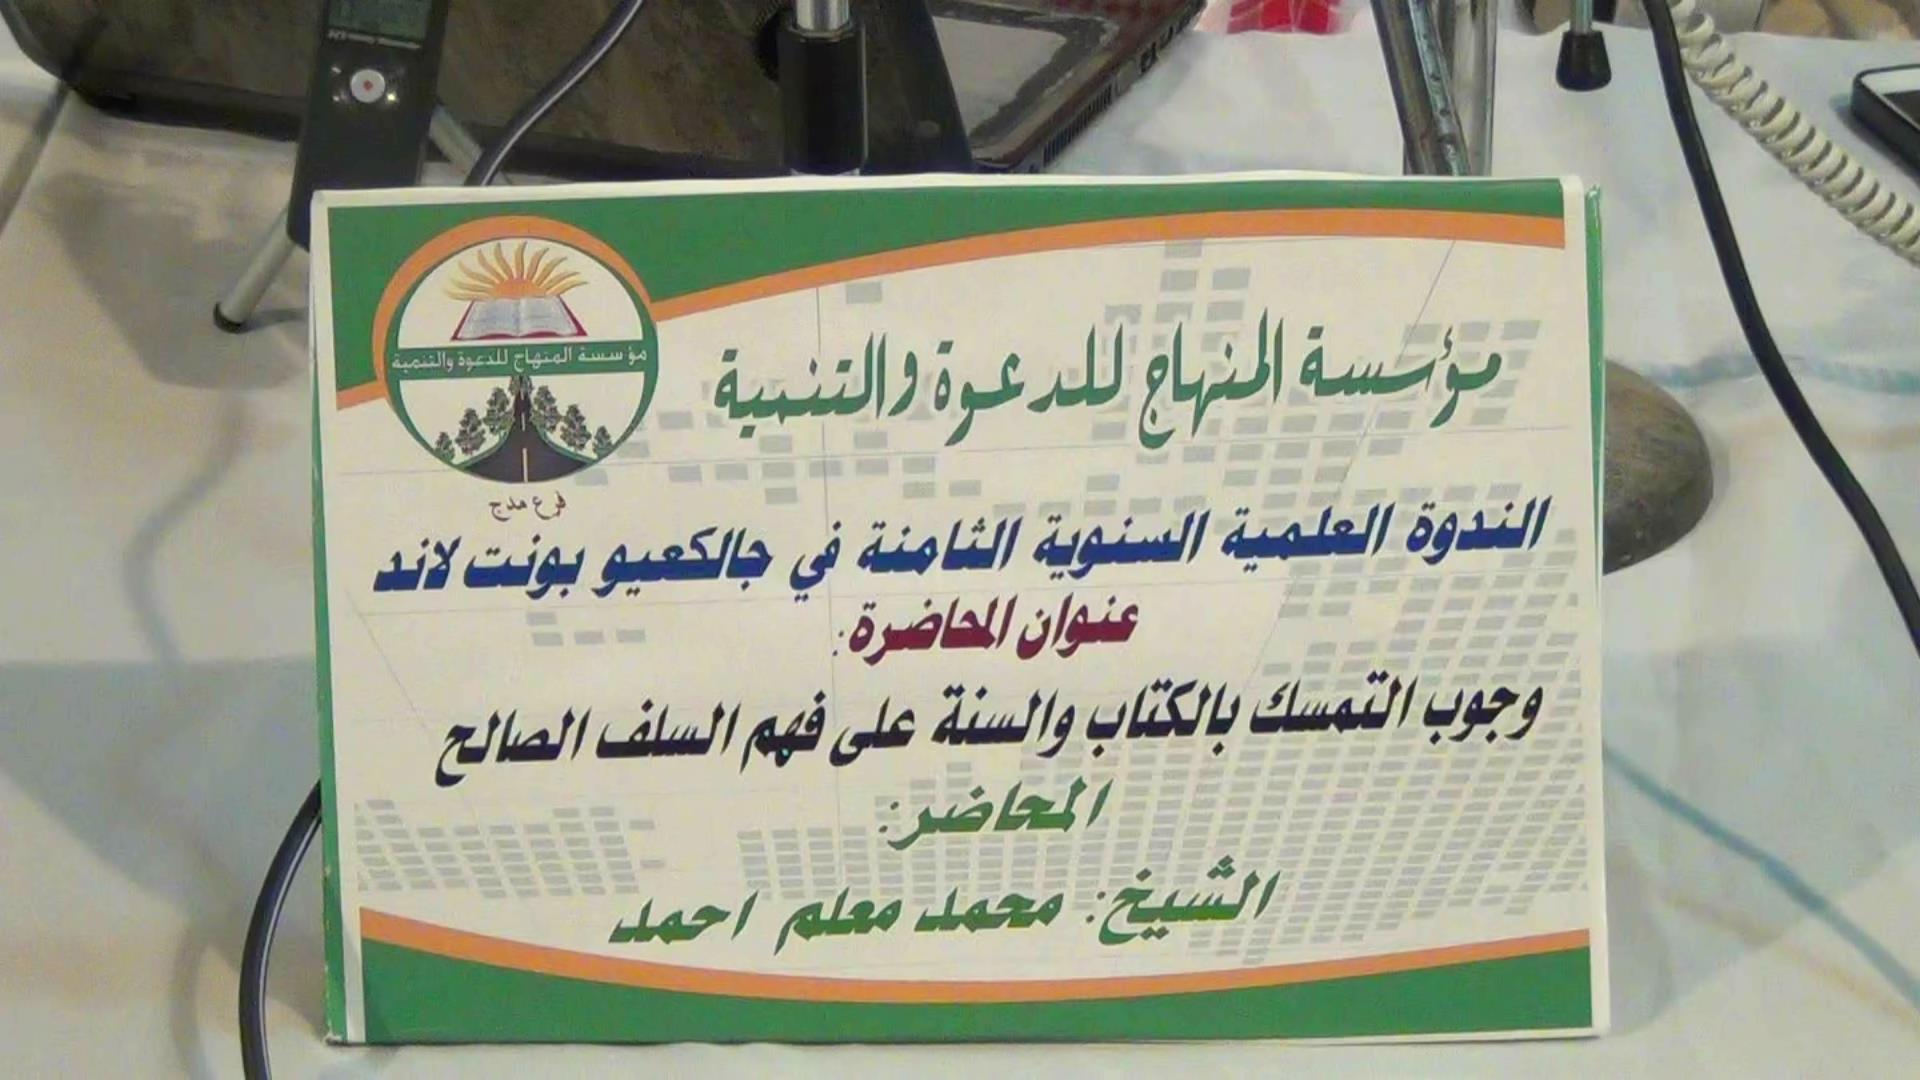 مؤسسة المنهاج للدعوة والتنمية
مؤسسة المنهاج للدعوة والتنمية
فرع مدج
الندوة العلمية السنوية الثامنة في جالكعيو بونت لاند
عنوان المحاضرة:
وجوب التمسك بالكتاب والسنة على فهم السلف الصالح
المحاضر:
الشيخ: محمد معلم احمد